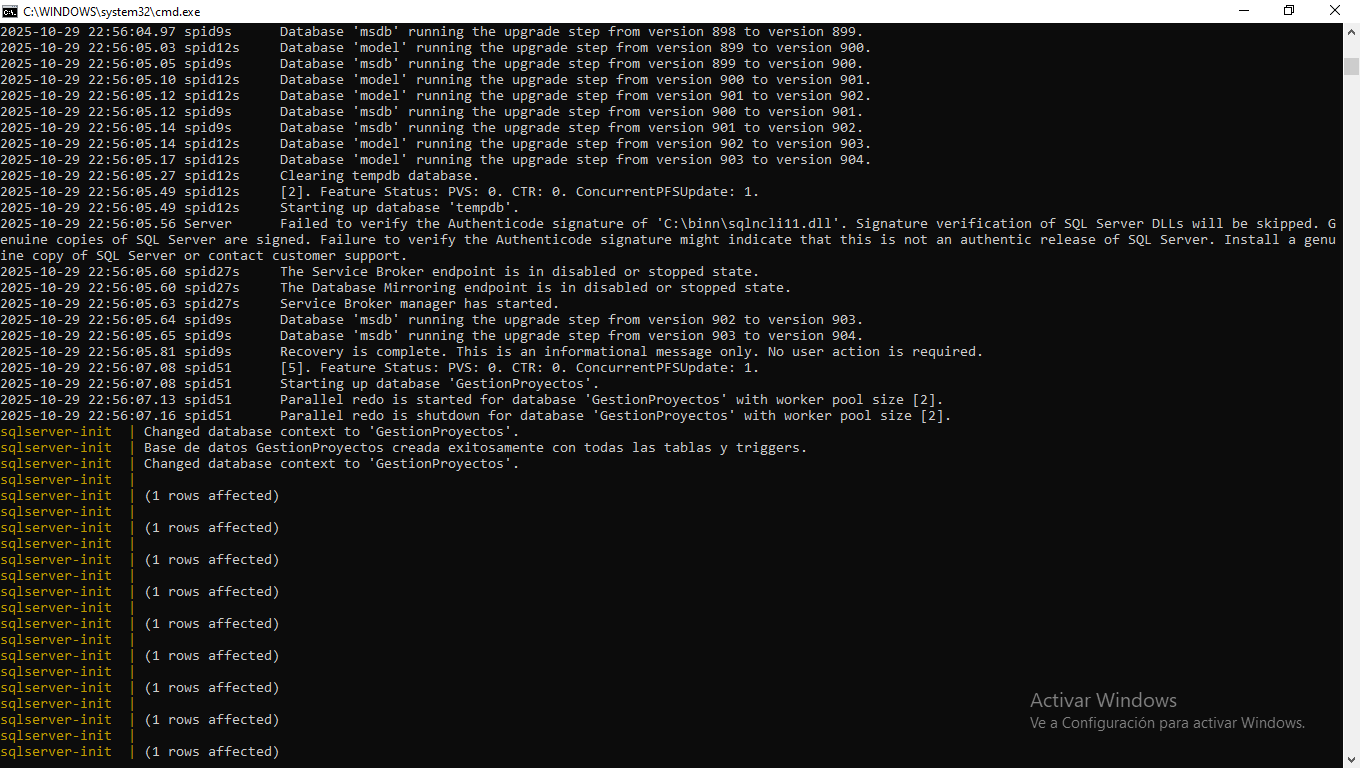 C:\WINDOWS\system32\cmd.exe
2025-10-29 22:56:04.97 spid9s      Database 'msdb' running the upgrade step from version 898 to version 899.
2025-10-29 22:56:05.03 spid12s     Database 'model' running the upgrade step from version 899 to version 900.
2025-10-29 22:56:05.05 spid9s      Database 'msdb' running the upgrade step from version 899 to version 900.
2025-10-29 22:56:05.10 spid12s     Database 'model' running the upgrade step from version 900 to version 901.
2025-10-29 22:56:05.12 spid12s     Database 'model' running the upgrade step from version 901 to version 902.
2025-10-29 22:56:05.12 spid9s      Database 'msdb' running the upgrade step from version 900 to version 901.
2025-10-29 22:56:05.14 spid9s      Database 'msdb' running the upgrade step from version 901 to version 902.
2025-10-29 22:56:05.14 spid12s     Database 'model' running the upgrade step from version 902 to version 903.
2025-10-29 22:56:05.17 spid12s     Database 'model' running the upgrade step from version 903 to version 904.
2025-10-29 22:56:05.27 spid12s     Clearing tempdb database.
2025-10-29 22:56:05.49 spid12s     [2]. Feature Status: PVS: 0. CTR: 0. ConcurrentPFSUpdate: 1.
2025-10-29 22:56:05.49 spid12s     Starting up database 'tempdb'.
2025-10-29 22:56:05.56 Server      Failed to verify the Authenticode signature of 'C:\binn\sqlncli11.dll'. Signature verification of SQL Server DLLs will be skipped. G
enuine copies of SQL Server are signed. Failure to verify the Authenticode signature might indicate that this is not an authentic release of SQL Server. Install a genu
ine copy of SQL Server or contact customer support.
2025-10-29 22:56:05.60 spid27s     The Service Broker endpoint is in disabled or stopped state.
2025-10-29 22:56:05.60 spid27s     The Database Mirroring endpoint is in disabled or stopped state.
2025-10-29 22:56:05.63 spid27s     Service Broker manager has started.
2025-10-29 22:56:05.64 spid9s      Database 'msdb' running the upgrade step from version 902 to version 903.
2025-10-29 22:56:05.65 spid9s      Database 'msdb' running the upgrade step from version 903 to version 904.
2025-10-29 22:56:05.81 spid9s      Recovery is complete. This is an informational message only. No user action is required.
2025-10-29 22:56:07.08 spid51      [5]. Feature Status: PVS: 0. CTR: 0. ConcurrentPFSUpdate: 1.
2025-10-29 22:56:07.08 spid51      Starting up database 'GestionProyectos'.
2025-10-29 22:56:07.13 spid51      Parallel redo is started for database 'GestionProyectos' with worker pool size [2].
2025-10-29 22:56:07.16 spid51      Parallel redo is shutdown for database 'GestionProyectos' with worker pool size [2].
sqlserver-init  | Changed database context to 'GestionProyectos'.
sqlserver-init  | Base de datos GestionProyectos creada exitosamente con todas las tablas y triggers.
sqlserver-init  | Changed database context to 'GestionProyectos'.
sqlserver-init  |
sqlserver-init  | (1 rows affected)
sqlserver-init  |
sqlserver-init  | (1 rows affected)
sqlserver-init  |
sqlserver-init  | (1 rows affected)
sqlserver-init  |
sqlserver-init  | (1 rows affected)
sqlserver-init  |
sqlserver-init  | (1 rows affected)
sqlserver-init  |
sqlserver-init  | (1 rows affected)
sqlserver-init  |
sqlserver-init  | (1 rows affected)
sqlserver-init  |
sqlserver-init  | (1 rows affected)
sqlserver-init  |
sqlserver-init  | (1 rows affected)
Activar Windows
Ve a Configuración para activar Windows.